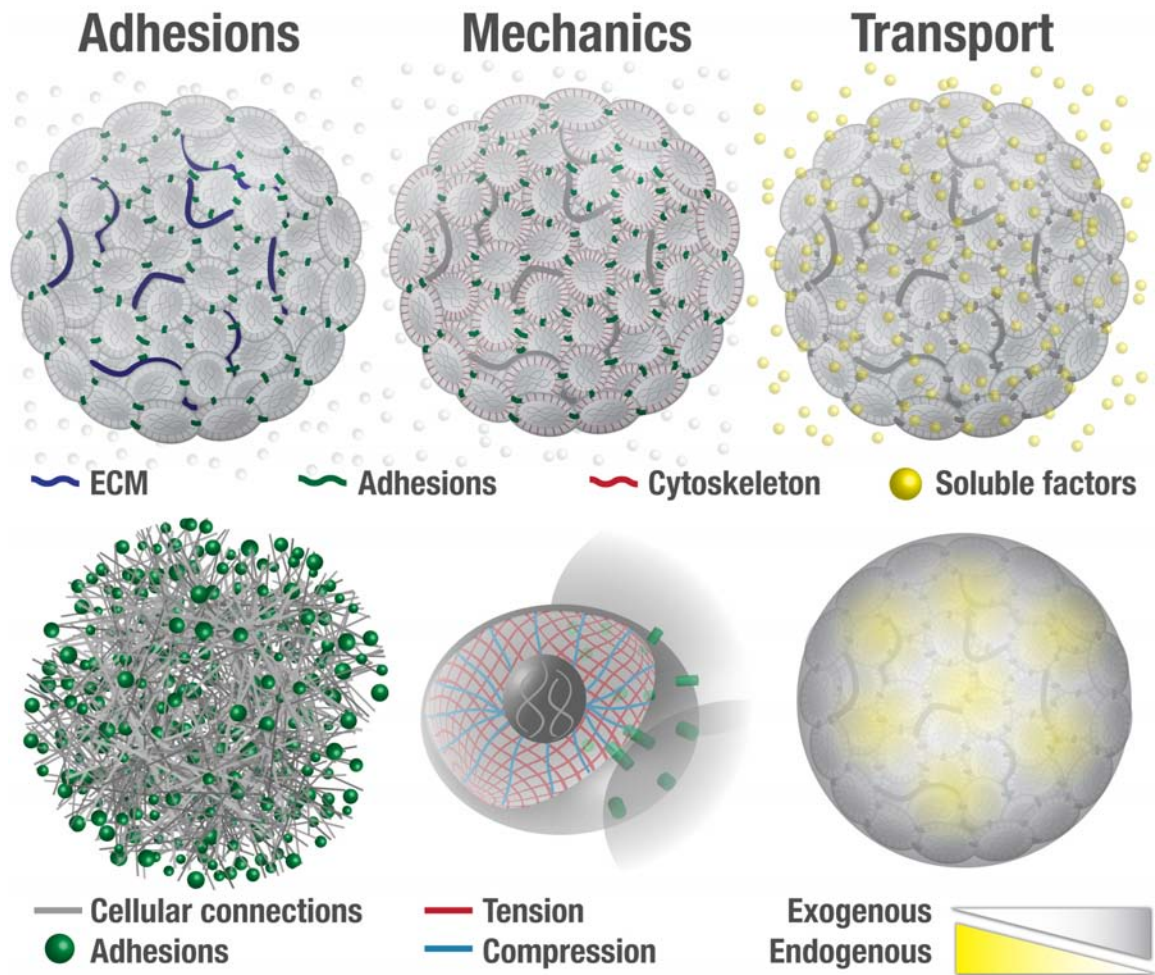 Adhesions Mechanics Transport
ECM Adhesions Cytoskeleton Soluble factors
Cellular connections Tension Exogenous
Adhesions Compression Endogenous